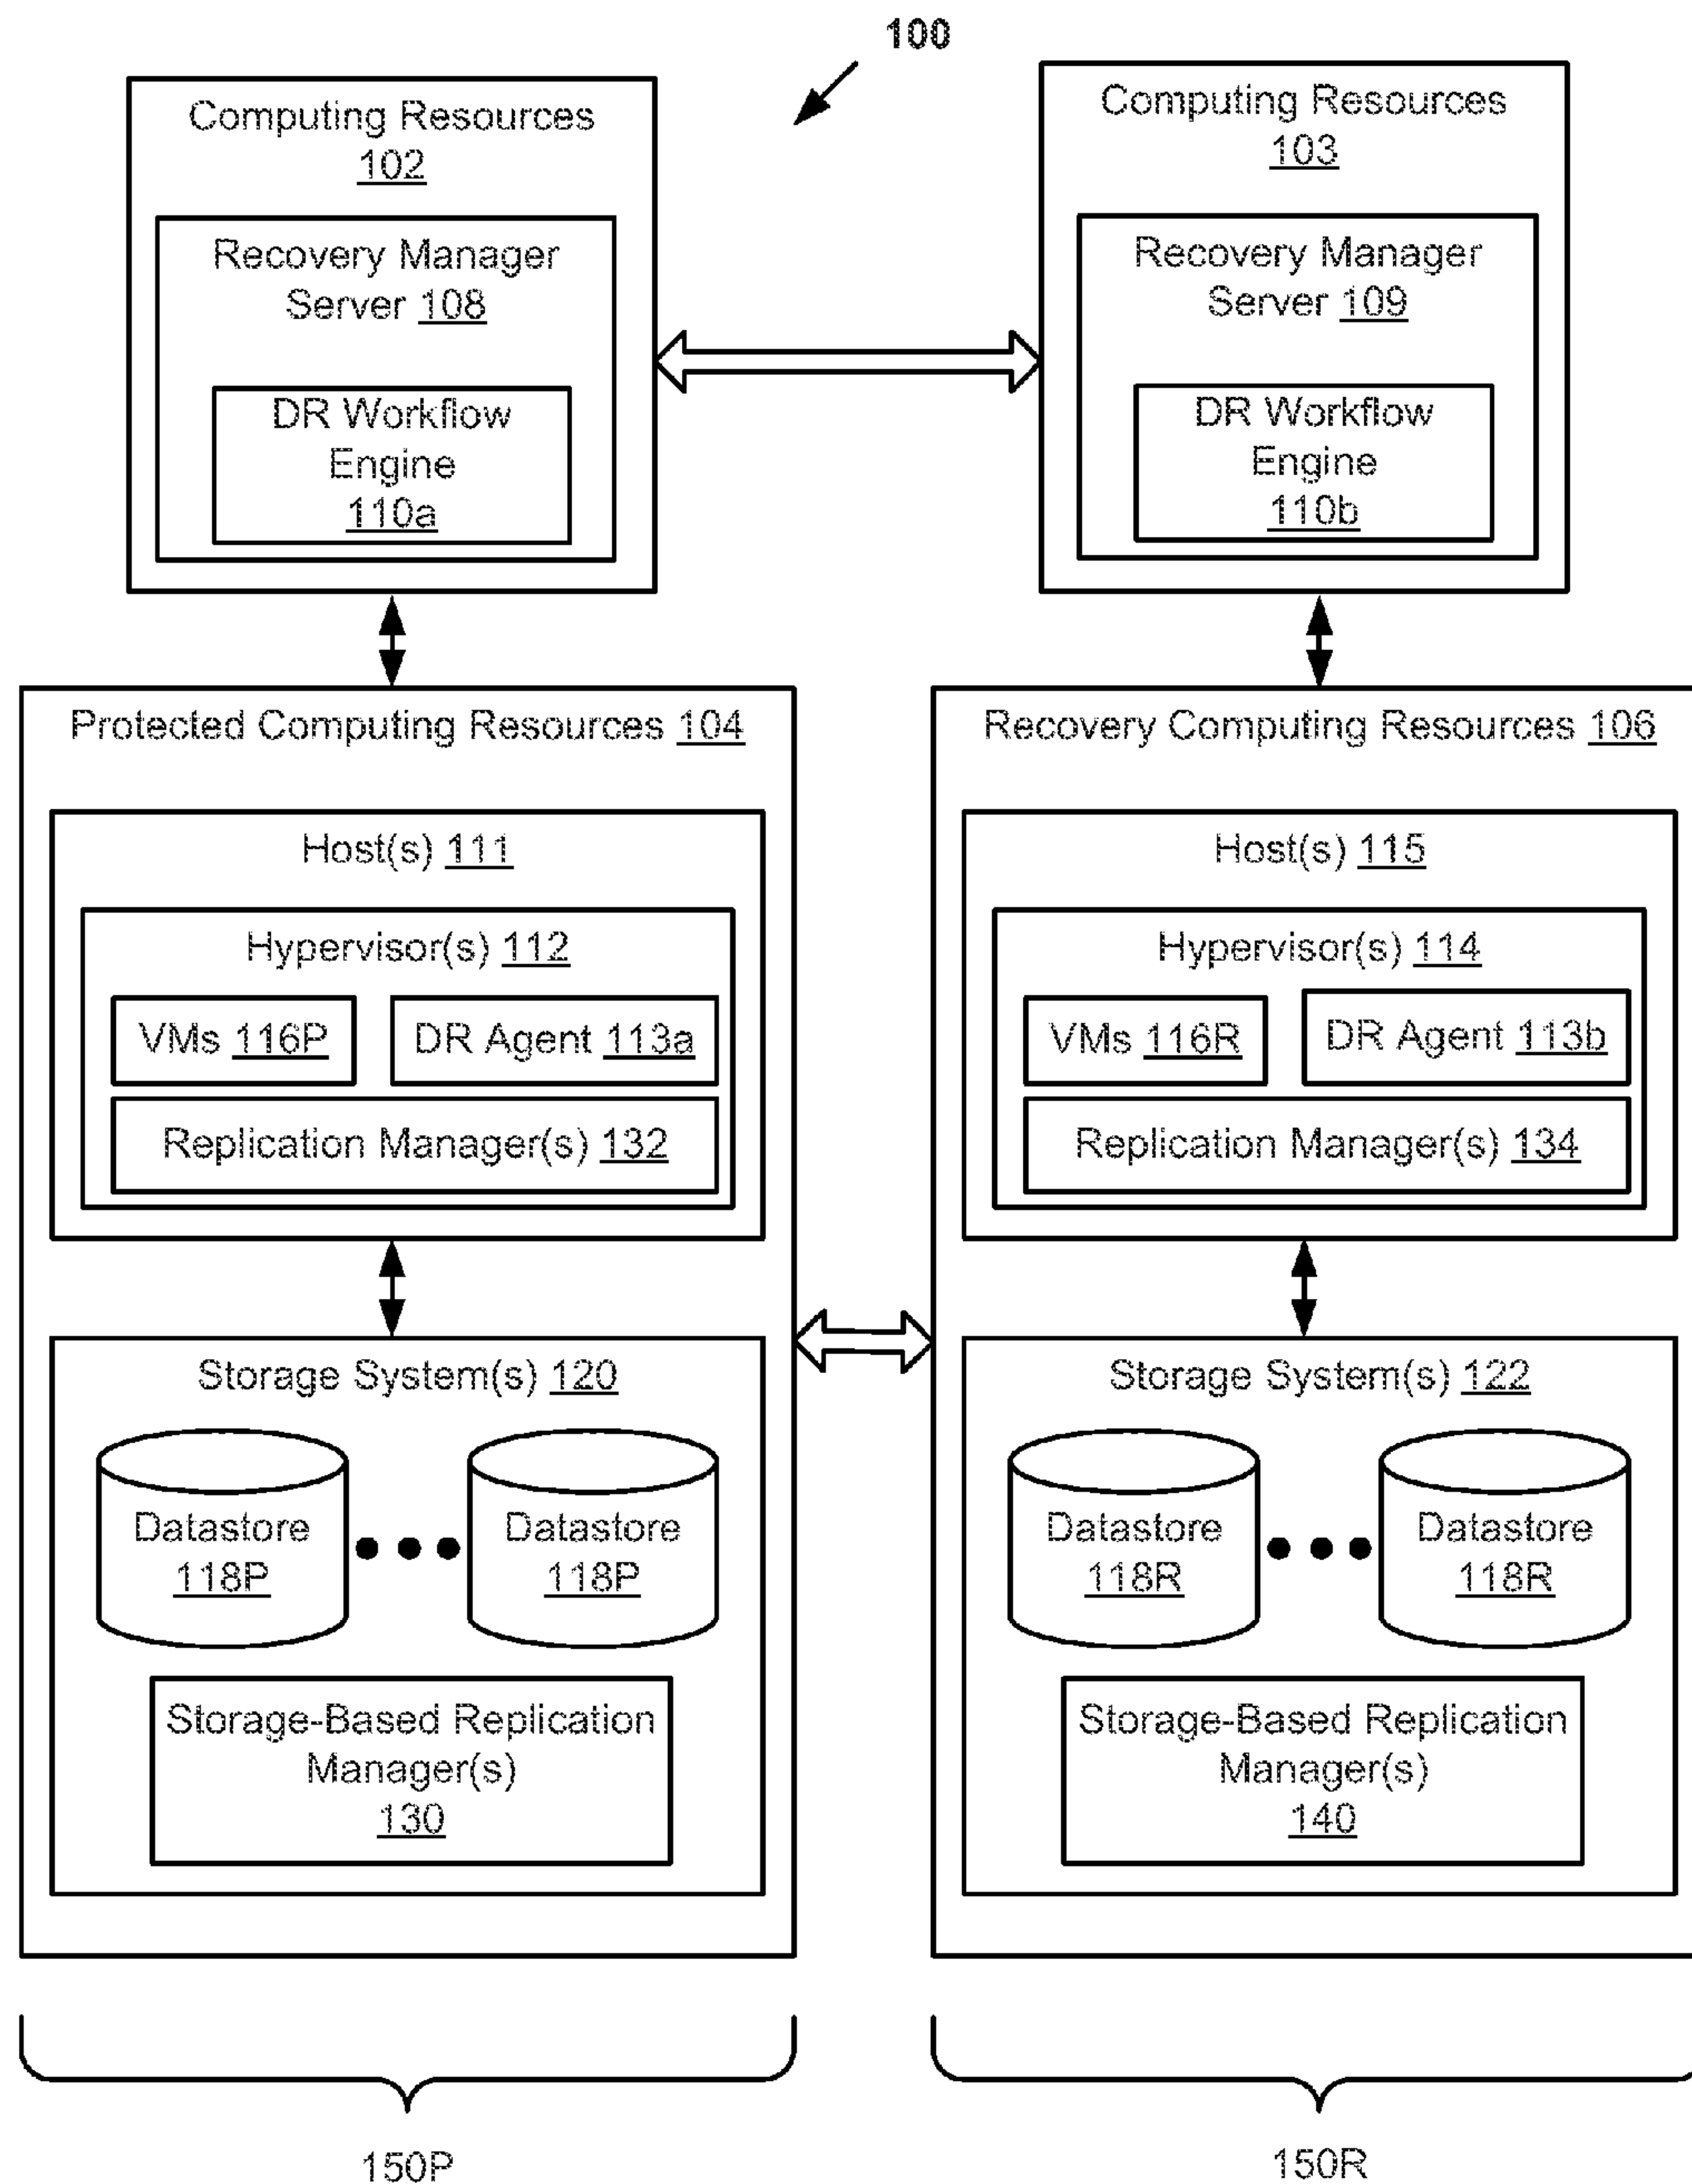 100
Computing Resources
102
Recovery Manager
Server 108
DR Workflow
Engine
110a
Computing Resources
103
Recovery Manager
Server 109
DR Workflow
Engine
110b
Protected Computing Resources 104
Host(s) 111
Hypervisor(s) 112
VMs 116P
DR Agent 113a
Replication Manager(s) 132
Storage System(s) 120
Datastore
118P
Datastore
118P
Storage-Based Replication
Manager(s)
130
Recovery Computing Resources 106
Host(s) 115
Hypervisor(s) 114
VMs 116R
DR Agent 113b
Replication Manager(s) 134
Storage System(s) 122
Datastore
118R
Datastore
118R
Storage-Based Replication
Manager(s)
140
150P
150R